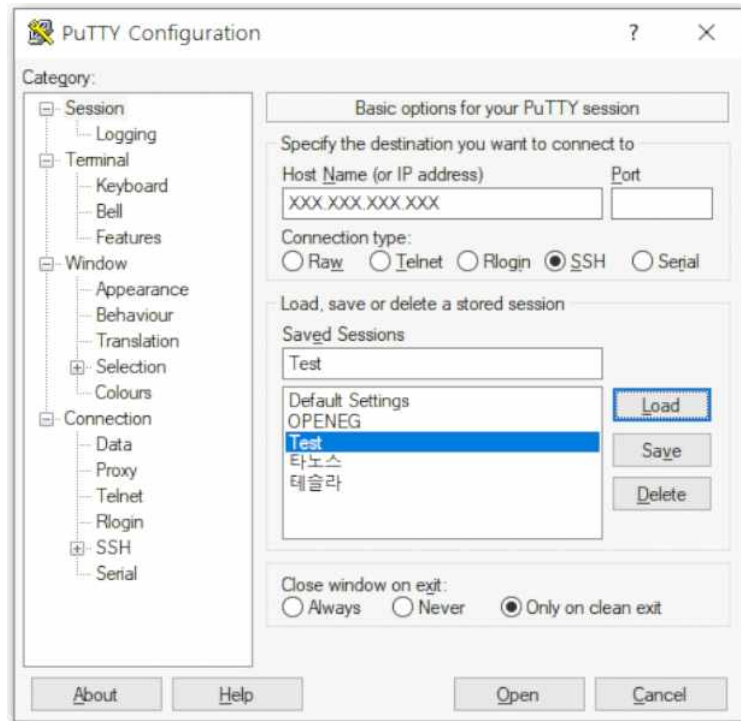 PuTTY Configuration
?
Category:
Session
Logging
Terminal
Keyboard
Bell
Features
Window
Appearance
Behaviour
Translation
Selection
Colours
Connection
Data
Proxy
Telnet
Rlogin
SSH
Serial
Basic options for your PuTTY session
Specify the destination you want to connect to
Host Name (or IP address) Port
XXX.XXX.XXX.XXX
Connection type:
Raw Telnet Rlogin SSH Serial
Load, save or delete a stored session
Saved Sessions
Test
Default Settings
OPENEG
Test
타노스
테슬라
Load
Save
Delete
Close window on exit:
Always Never Only on clean exit
About Help Open Cancel